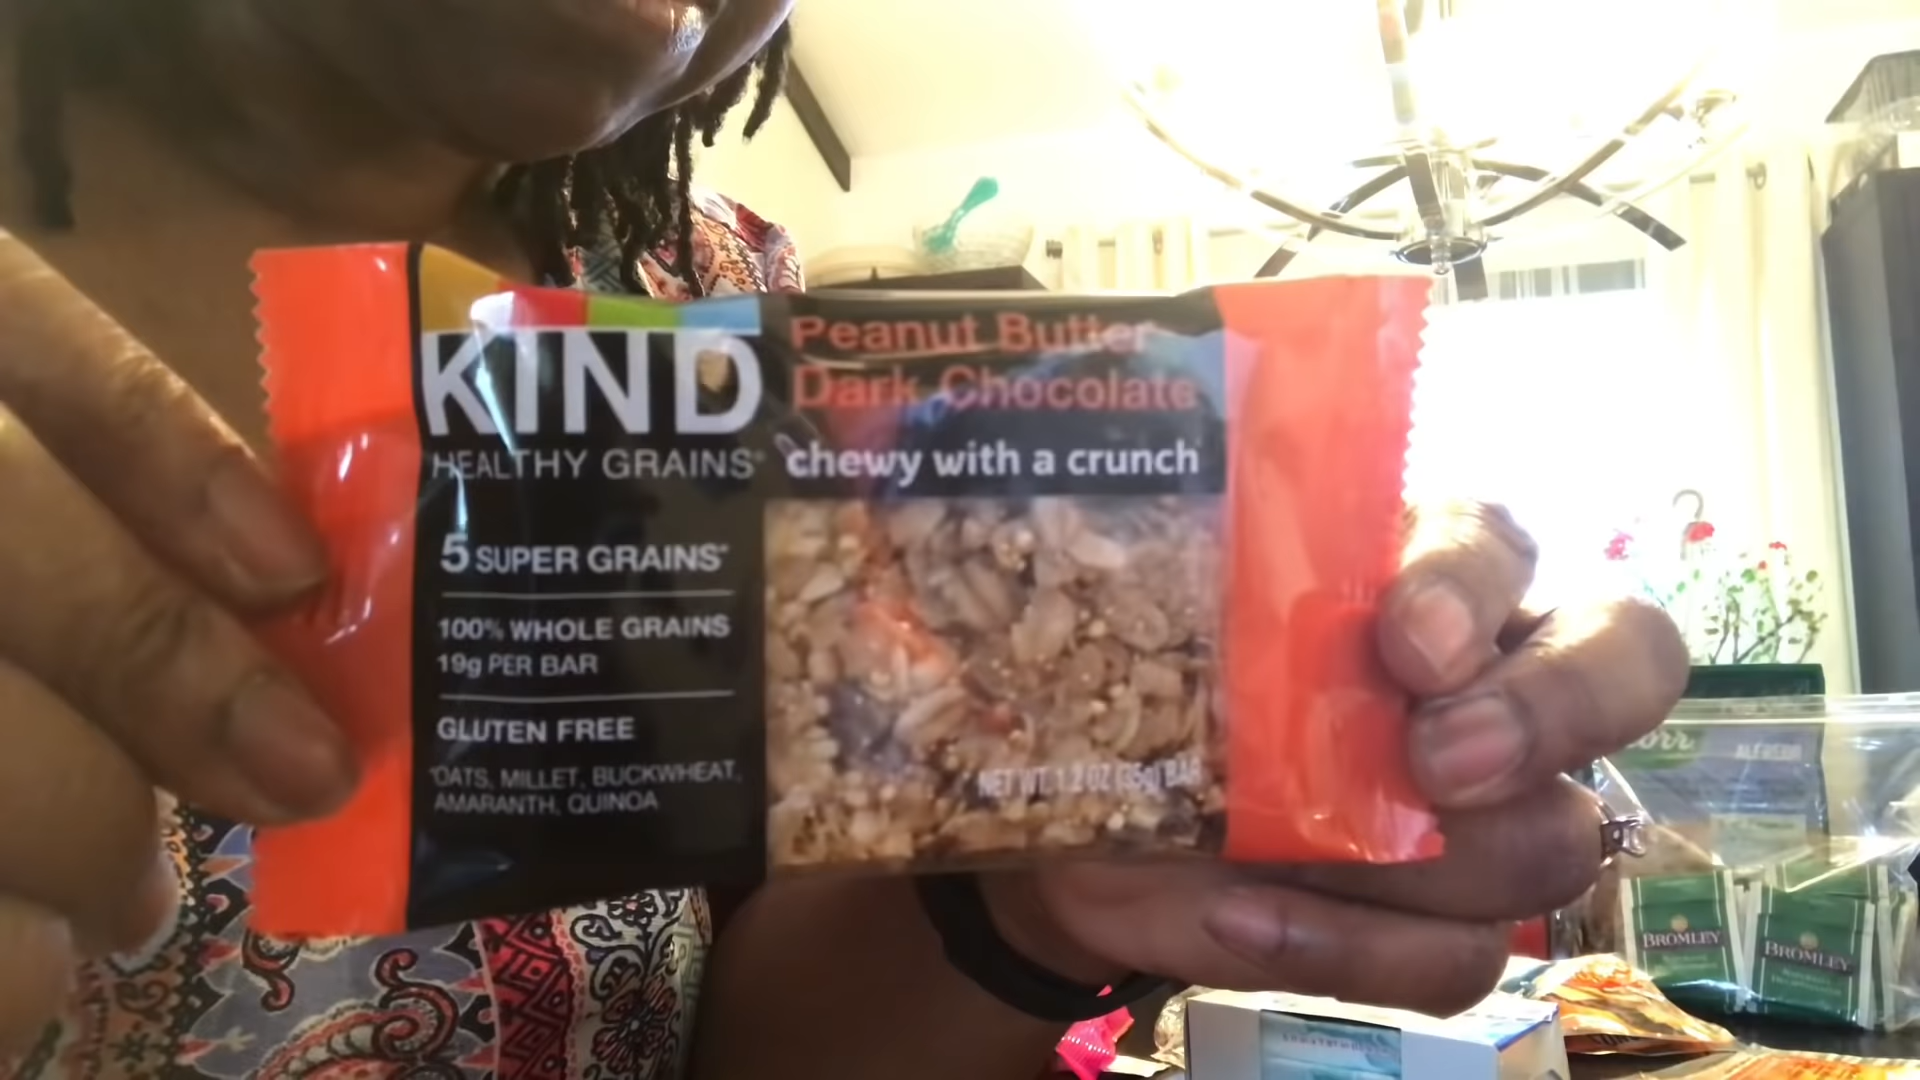 KIND
HEALTHY GRAINS
5 SUPER GRAINS*
100% WHOLE GRAINS
19g PER BAR
GLUTEN FREE
*OATS, MILLET, BUCKWHEAT,
AMARANTH, QUINOA
Peanut Butter
Dark Chocolate
chewy with a crunch
NET WT. 1.2 OZ (35g) BAR
ALFREDO
BROMLEY
BROMLEY